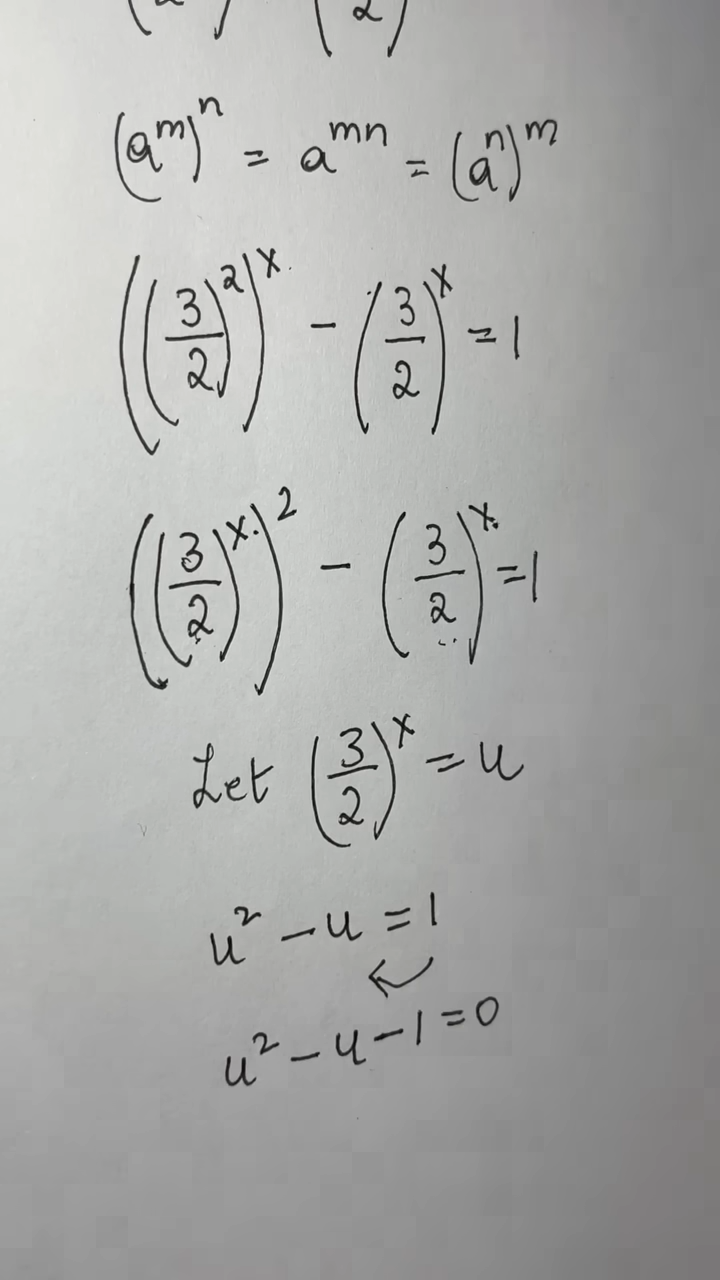 (a^m)^n = a^{mn} = (a^n)^m
((3/2)^2)^x - (3/2)^x = 1
((3/2)^x)^2 - (3/2)^x = 1
Let (3/2)^x = u
u^2 - u = 1
u^2 - u - 1 = 0